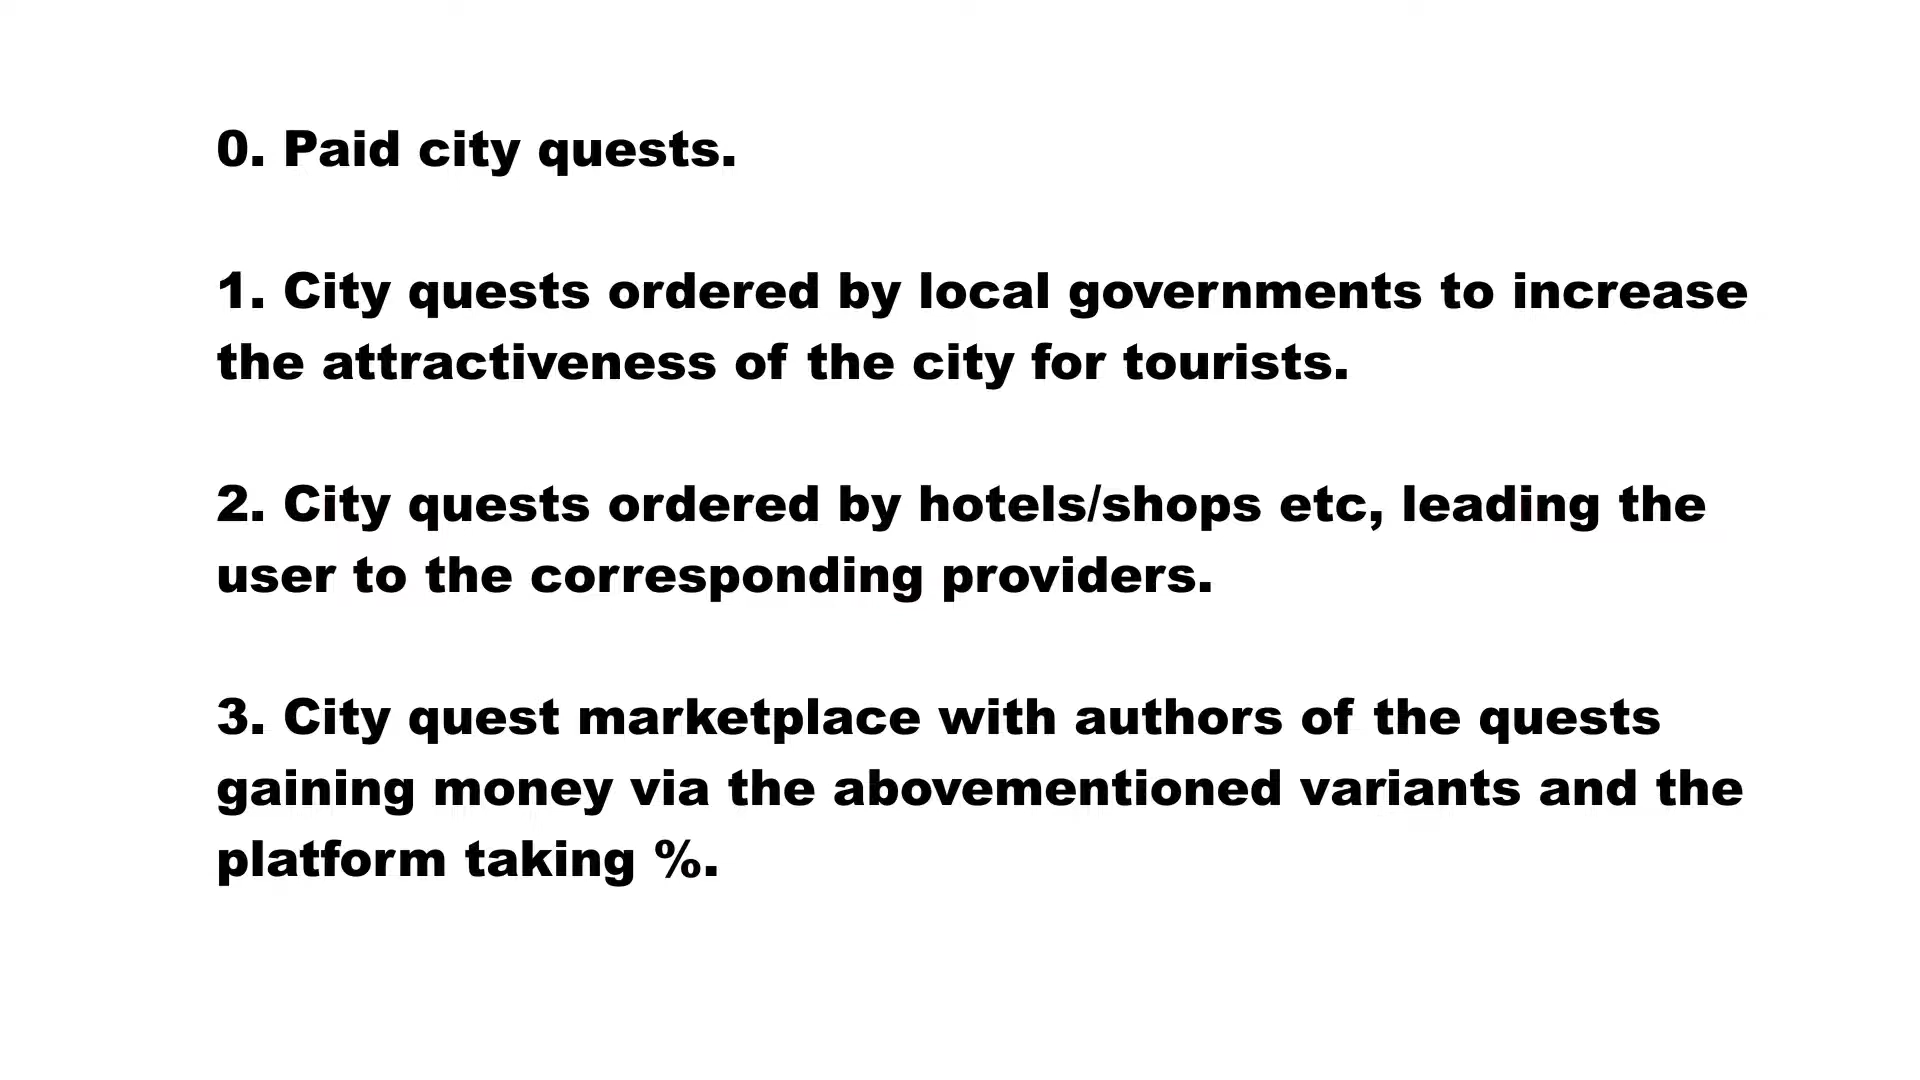 0. Paid city quests.
1. City quests ordered by local governments to increase
the attractiveness of the city for tourists.
2. City quests ordered by hotels/shops etc, leading the
user to the corresponding providers.
3. City quest marketplace with authors of the quests
gaining money via the abovementioned variants and the
platform taking %.